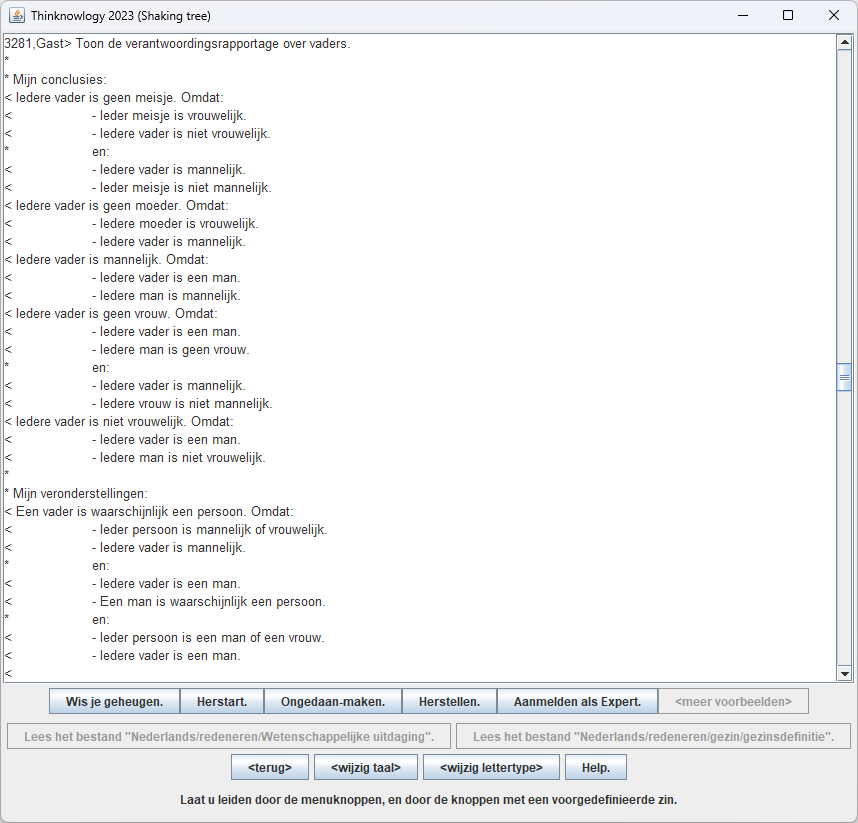 Thinknowlogy 2023 (Shaking tree)
3281,Gast> Toon de verantwoordingsrapportage over vaders.
*
* Mijn conclusies:
< Iedere vader is geen meisje. Omdat:
< - Ieder meisje is vrouwelijk.
< - Iedere vader is niet vrouwelijk.
* en:
< - Iedere vader is mannelijk.
< - Ieder meisje is niet mannelijk.
< Iedere vader is geen moeder. Omdat:
< - Iedere moeder is vrouwelijk.
< - Iedere vader is mannelijk.
< Iedere vader is mannelijk. Omdat:
< - Iedere vader is een man.
< - Iedere man is mannelijk.
< Iedere vader is geen vrouw. Omdat:
< - Iedere vader is een man.
< - Iedere man is geen vrouw.
* en:
< - Iedere vader is mannelijk.
< - Iedere vrouw is niet mannelijk.
< Iedere vader is niet vrouwelijk. Omdat:
< - Iedere vader is een man.
< - Iedere man is niet vrouwelijk.
*
* Mijn veronderstellingen:
< Een vader is waarschijnlijk een persoon. Omdat:
< - Ieder persoon is mannelijk of vrouwelijk.
< - Iedere vader is mannelijk.
* en:
< - Iedere vader is een man.
< - Een man is waarschijnlijk een persoon.
* en:
< - Ieder persoon is een man of een vrouw.
< - Iedere vader is een man.
<
Wis je geheugen. Herstart. Ongedaan-maken. Herstellen. Aanmelden als Expert. <meer voorbeelden>
Lees het bestand "Nederlands/redeneren/Wetenschappelijke uitdaging". Lees het bestand "Nederlands/redeneren/gezin/gezinsdefinitie".
<terug> <wijzig taal> <wijzig lettertype> Help.
Laat u leiden door de menuknoppen, en door de knoppen met een voorgedefinieerde zin.